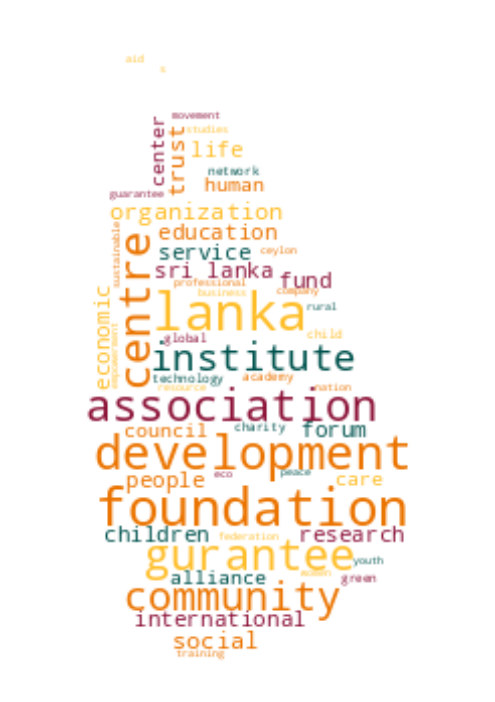 aid
s
movement
center
trust
studies
life
network
human
guarantee
organization
sustainable
education
centre
service
ceylon
sri lanka
fund
professional
economic
business
company
lanka
rural
empowerment
global
child
institute
technology
academy
resource
nation
association
council
charity
forum
development
people
eco
peace
care
foundation
children
federation
research
gurantee
youth
alliance
women
green
community
international
social
training